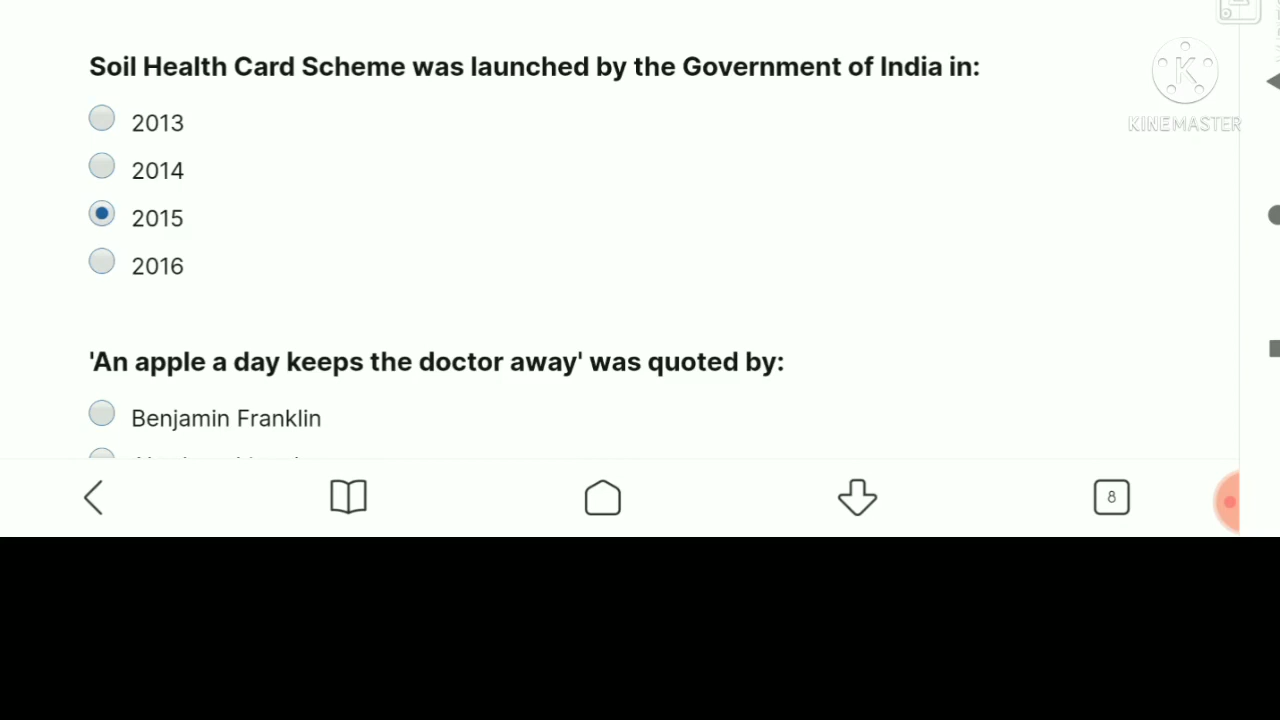 Soil Health Card Scheme was launched by the Government of India in:
2013
2014
2015
2016
'An apple a day keeps the doctor away' was quoted by:
Benjamin Franklin
8
K
KINEMASTER